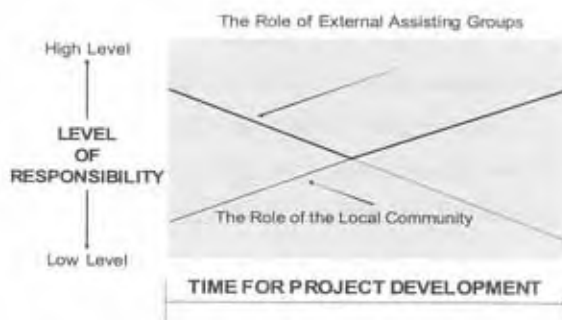 The Role of External Assisting Groups
High Level
LEVEL
OF
RESPONSIBILITY
The Role of the Local Community
Low Level
TIME FOR PROJECT DEVELOPMENT